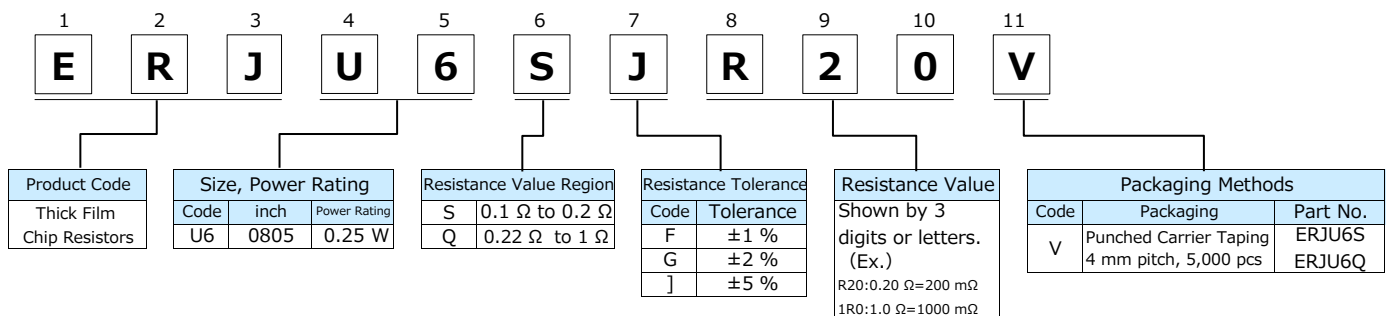 1 2 3 4 5 6 7 8 9 10 11
E R J U 6 S J R 2 0 V
Product Code
Thick Film
Chip Resistors
Size, Power Rating
Code inch Power Rating
U6 0805 0.25 W
Resistance Value Region
S 0.1 Ω to 0.2 Ω
Q 0.22 Ω to 1 Ω
Resistance Tolerance
Code Tolerance
F ±1 %
G ±2 %
] ±5 %
Resistance Value
Shown by 3
digits or letters.
(Ex.)
R20:0.20 Ω=200 mΩ
1R0:1.0 Ω=1000 mΩ
Packaging Methods
Code Packaging Part No.
V Punched Carrier Taping ERJU6S
4 mm pitch, 5,000 pcs ERJU6Q